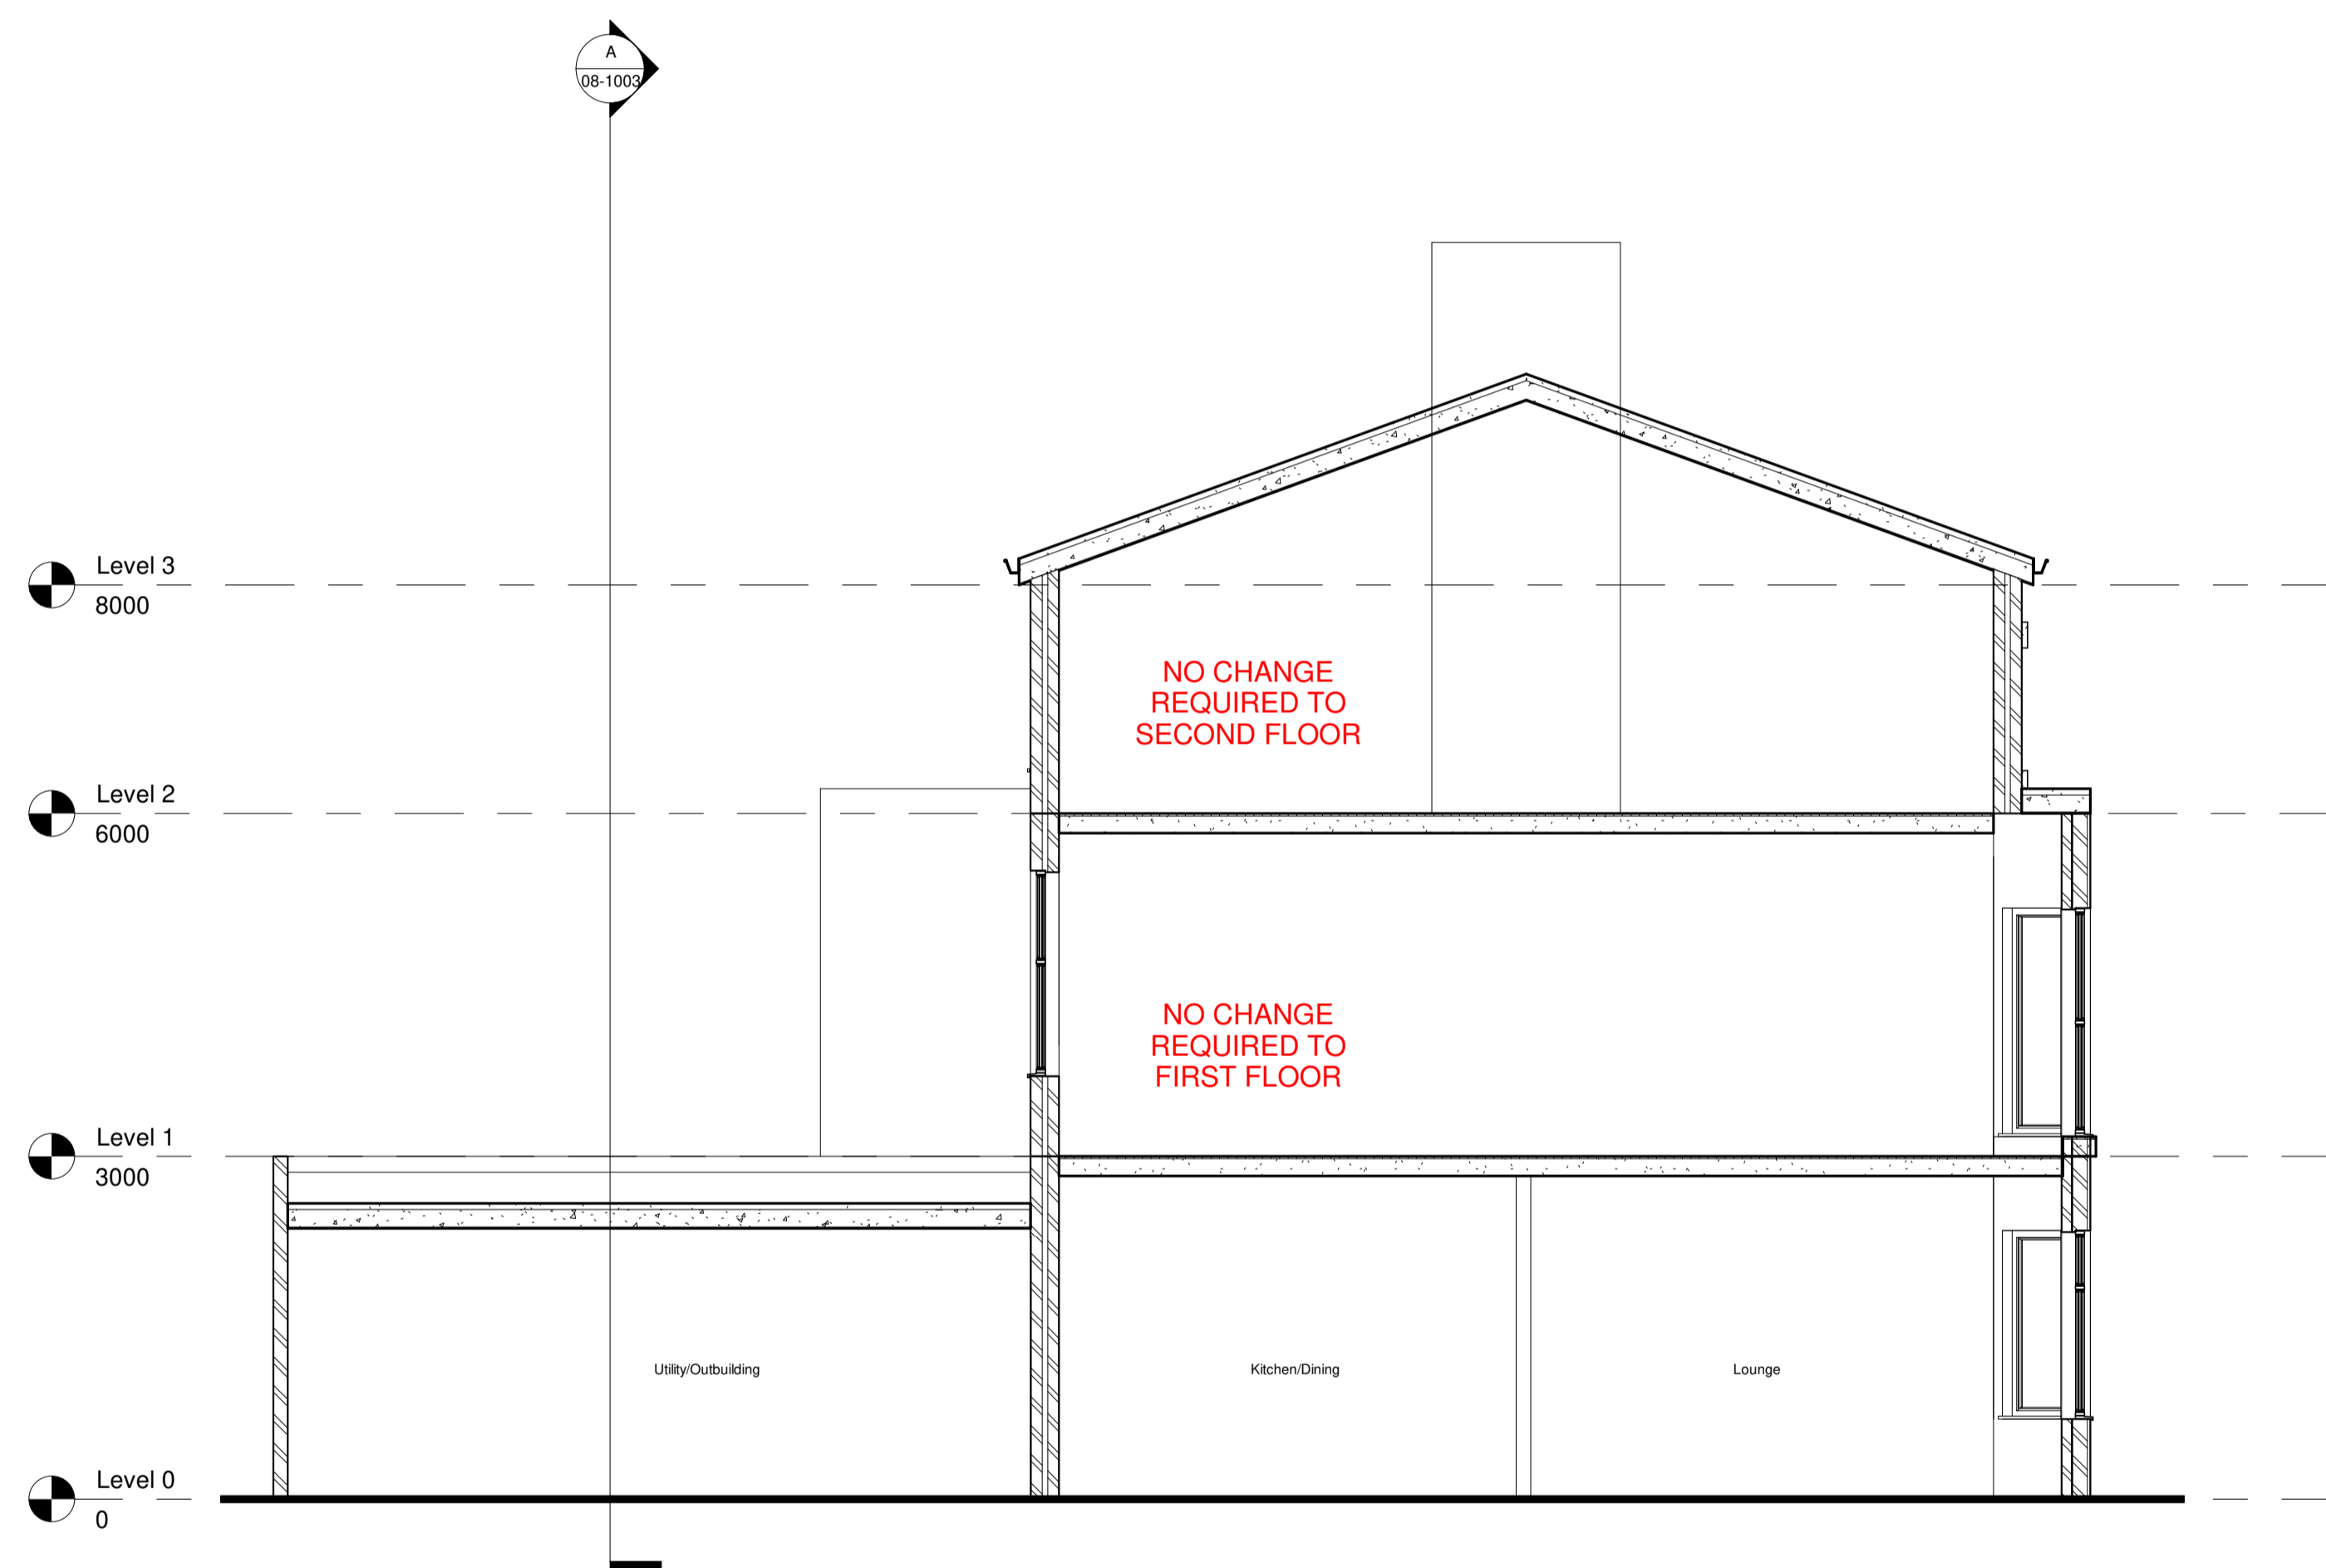 A
08-1003
Level 3
8000
NO CHANGE
REQUIRED TO
SECOND FLOOR
Level 2
6000
NO CHANGE
REQUIRED TO
FIRST FLOOR
Level 1
3000
Utility/Outbuilding
Kitchen/Dining
Lounge
Level 0
0